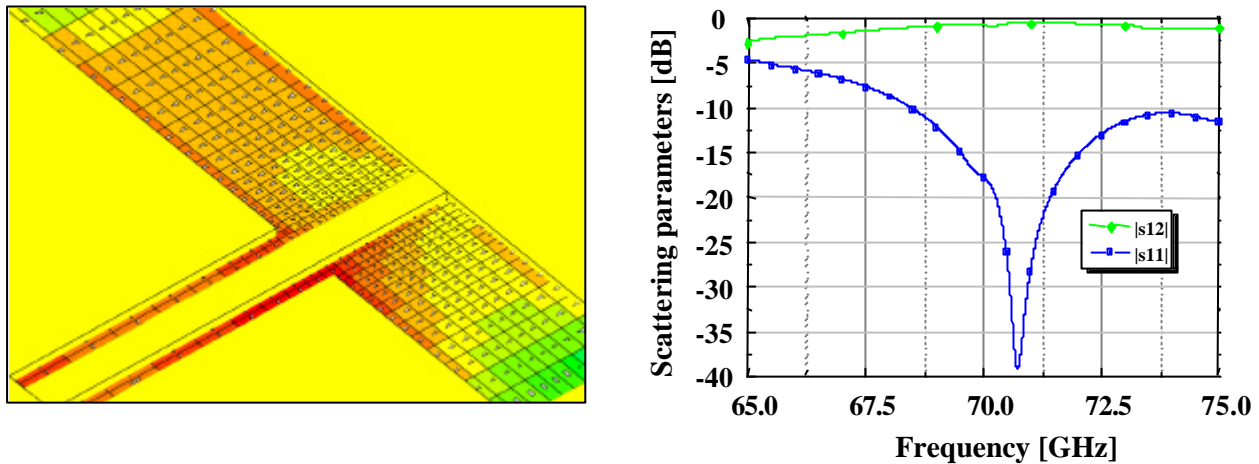 Scattering parameters [dB]
0
-5
-10
-15
-20
-25
-30
-35
-40
|s12|
|s11|
65.0 67.5 70.0 72.5 75.0
Frequency [GHz]